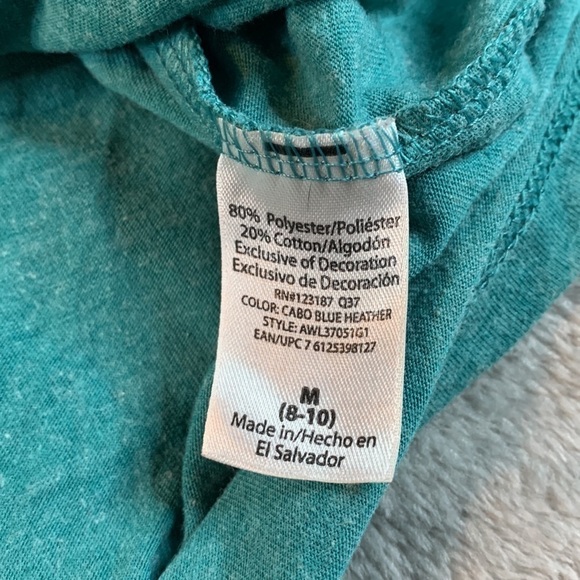 80% Polyester/Poliéster
20% Cotton/Algodón
Exclusive of Decoration
Exclusivo de Decoración
RN#123187 Q37
COLOR: CABO BLUE HEATHER
STYLE: AWL37051G1
EAN/UPC 7 6125398127
M
(8-10)
Made in/Hecho en
El Salvador